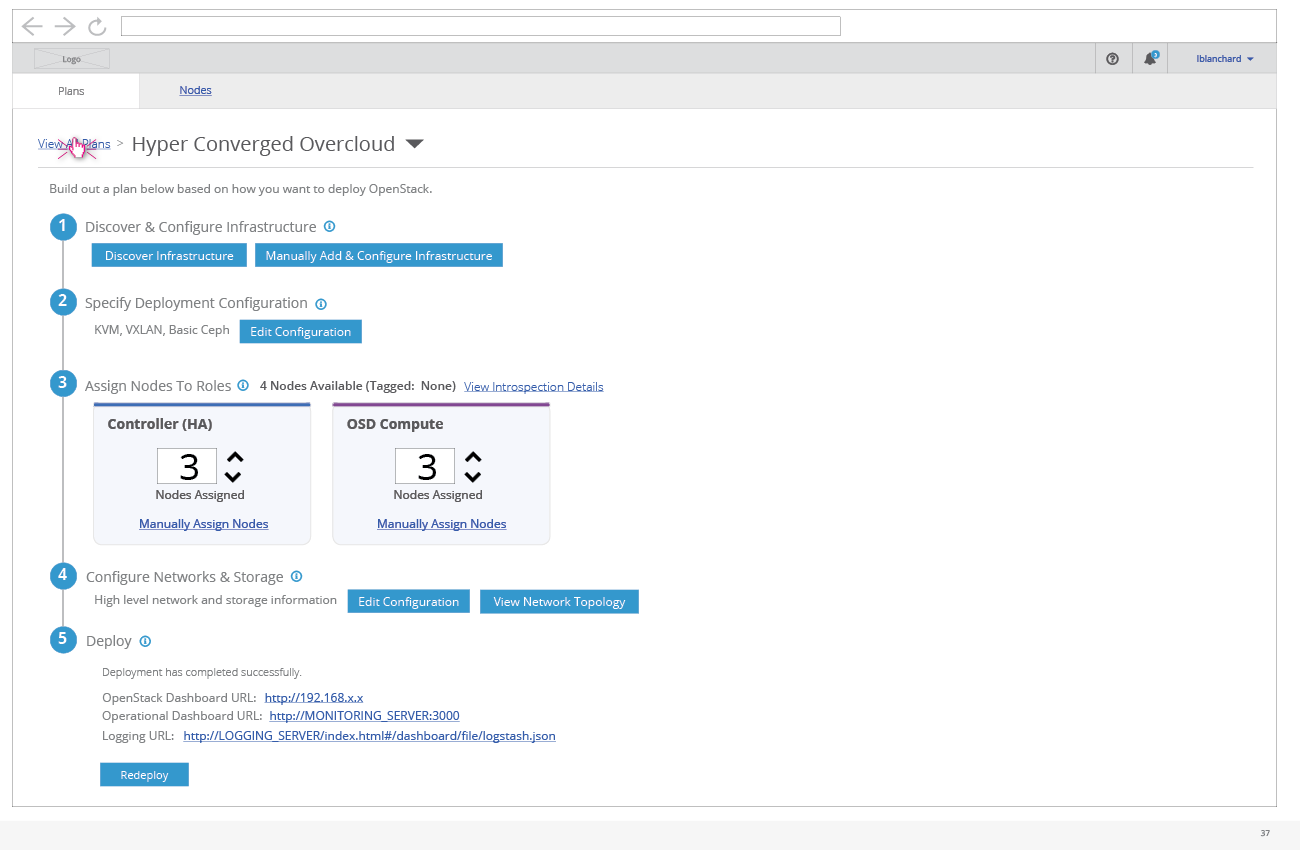 Logo
3
lblanchard
Plans
Nodes
View All Plans > Hyper Converged Overcloud
Build out a plan below based on how you want to deploy OpenStack.
1 Discover & Configure Infrastructure
Discover Infrastructure Manually Add & Configure Infrastructure
2 Specify Deployment Configuration
KVM, VXLAN, Basic Ceph Edit Configuration
3 Assign Nodes To Roles 4 Nodes Available (Tagged: None) View Introspection Details
Controller (HA)
3
Nodes Assigned
Manually Assign Nodes
OSD Compute
3
Nodes Assigned
Manually Assign Nodes
4 Configure Networks & Storage
High level network and storage information Edit Configuration View Network Topology
5 Deploy
Deployment has completed successfully.
OpenStack Dashboard URL: http://192.168.x.x
Operational Dashboard URL: http://MONITORING_SERVER:3000
Logging URL: http://LOGGING_SERVER/index.html#/dashboard/file/logstash.json
Redeploy
37